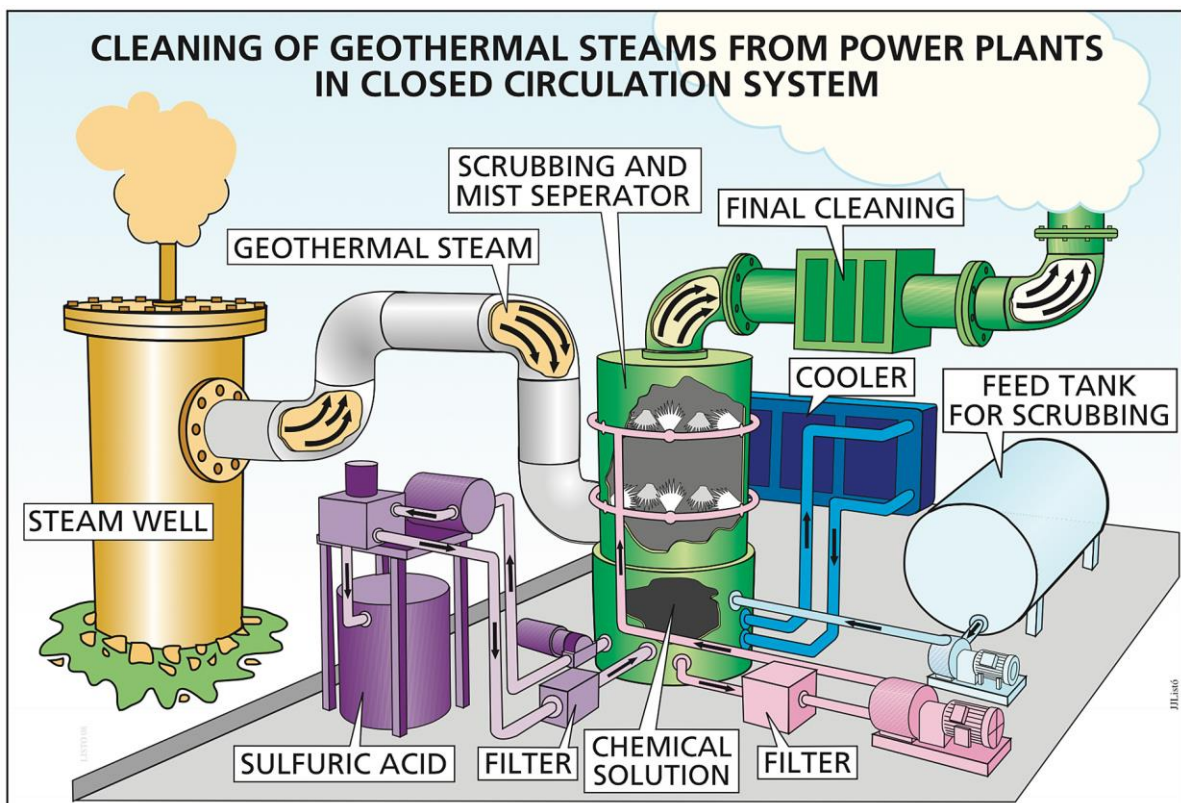 CLEANING OF GEOTHERMAL STEAMS FROM POWER PLANTS
IN CLOSED CIRCULATION SYSTEM
SCRUBBING AND
MIST SEPERATOR
FINAL CLEANING
GEOTHERMAL STEAM
COOLER
FEED TANK
FOR SCRUBBING
STEAM WELL
SULFURIC ACID
FILTER
CHEMICAL
SOLUTION
FILTER
JJListó